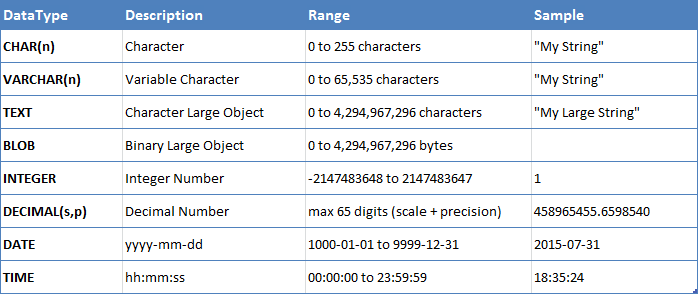 DataType Description Range Sample
CHAR(n) Character 0 to 255 characters "My String"
VARCHAR(n) Variable Character 0 to 65,535 characters "My String"
TEXT Character Large Object 0 to 4,294,967,296 characters "My Large String"
BLOB Binary Large Object 0 to 4,294,967,296 bytes
INTEGER Integer Number -2147483648 to 2147483647 1
DECIMAL(s,p) Decimal Number max 65 digits (scale + precision) 458965455.6598540
DATE yyyy-mm-dd 1000-01-01 to 9999-12-31 2015-07-31
TIME hh:mm:ss 00:00:00 to 23:59:59 18:35:24